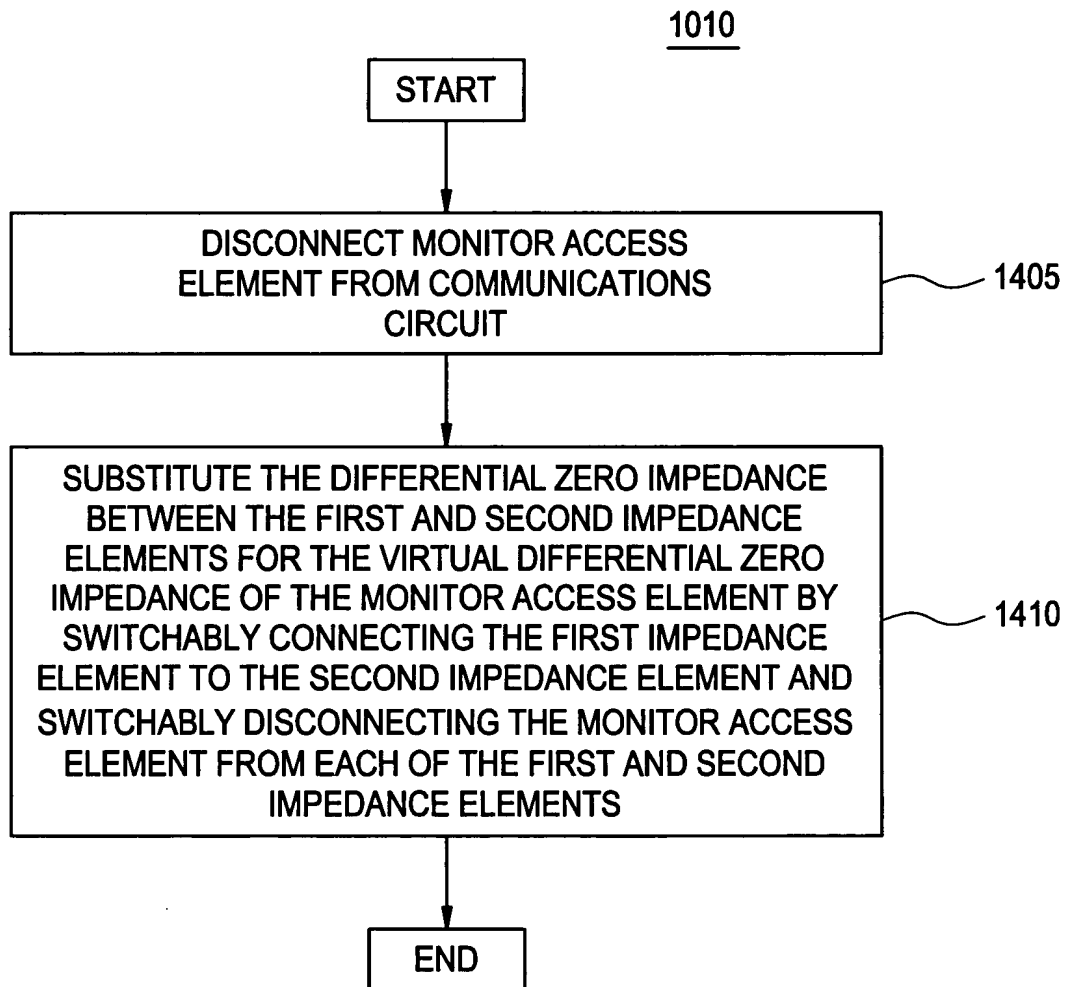 1010
START
DISCONNECT MONITOR ACCESS
ELEMENT FROM COMMUNICATIONS
CIRCUIT
1405
SUBSTITUTE THE DIFFERENTIAL ZERO IMPEDANCE
BETWEEN THE FIRST AND SECOND IMPEDANCE
ELEMENTS FOR THE VIRTUAL DIFFERENTIAL ZERO
IMPEDANCE OF THE MONITOR ACCESS ELEMENT BY
SWITCHABLY CONNECTING THE FIRST IMPEDANCE
ELEMENT TO THE SECOND IMPEDANCE ELEMENT AND
SWITCHABLY DISCONNECTING THE MONITOR ACCESS
ELEMENT FROM EACH OF THE FIRST AND SECOND
IMPEDANCE ELEMENTS
1410
END